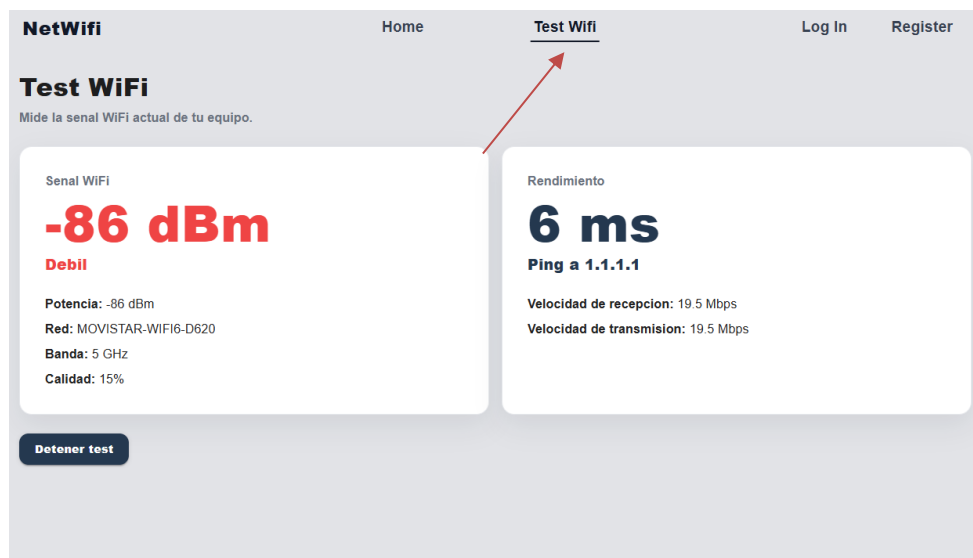 NetWifi Home Test Wifi Log In Register
Test WiFi
Mide la senal WiFi actual de tu equipo.
Senal WiFi
-86 dBm
Debil
Potencia: -86 dBm
Red: MOVISTAR-WIFI6-D620
Banda: 5 GHz
Calidad: 15%
Rendimiento
6 ms
Ping a 1.1.1.1
Velocidad de recepcion: 19.5 Mbps
Velocidad de transmision: 19.5 Mbps
Detener test